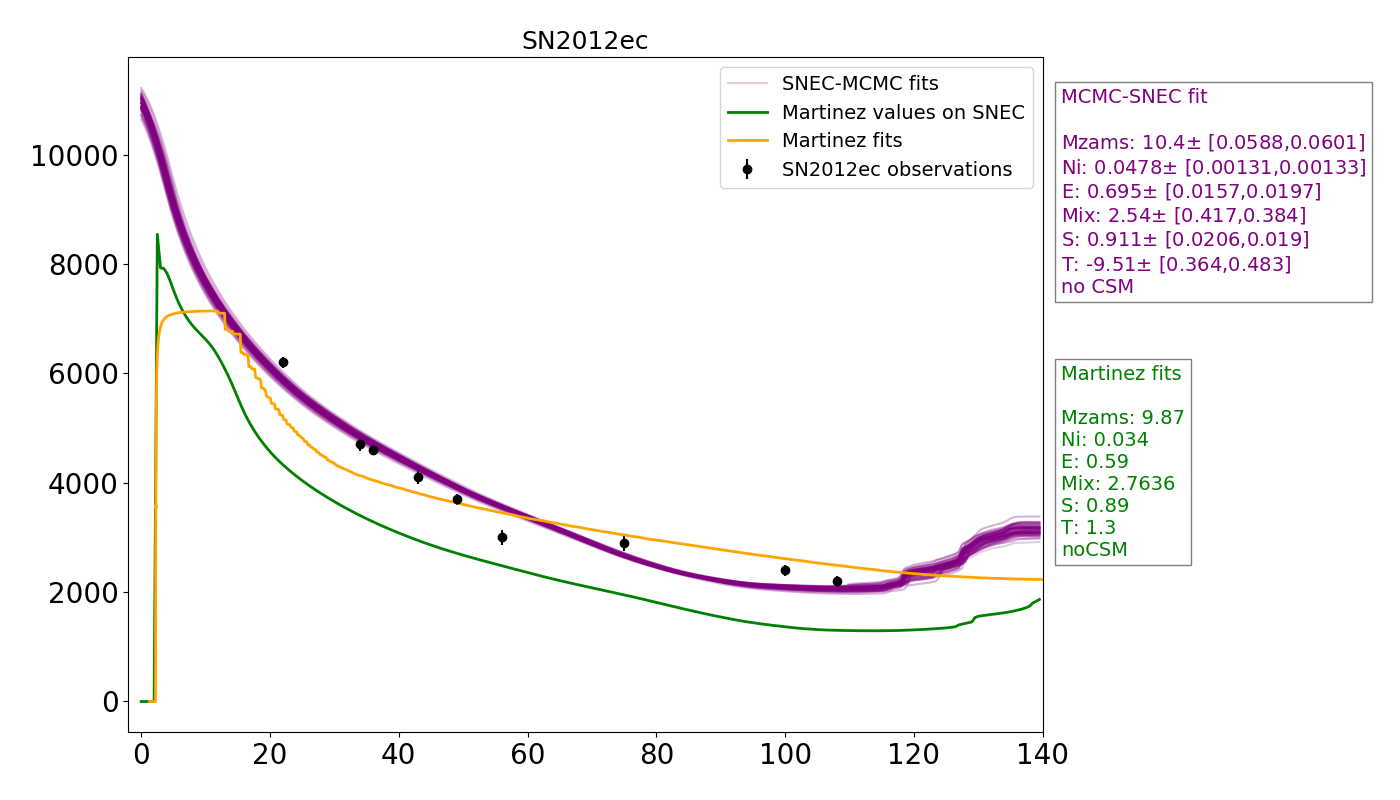 SN2012ec
SNEC-MCMC fits
Martinez values on SNEC
Martinez fits
SN2012ec observations
10000
8000
6000
4000
2000
0
0 20 40 60 80 100 120 140
MCMC-SNEC fit
Mzams: 10.4± [0.0588,0.0601]
Ni: 0.0478± [0.00131,0.00133]
E: 0.695± [0.0157,0.0197]
Mix: 2.54± [0.417,0.384]
S: 0.911± [0.0206,0.019]
T: -9.51± [0.364,0.483]
no CSM
Martinez fits
Mzams: 9.87
Ni: 0.034
E: 0.59
Mix: 2.7636
S: 0.89
T: 1.3
noCSM